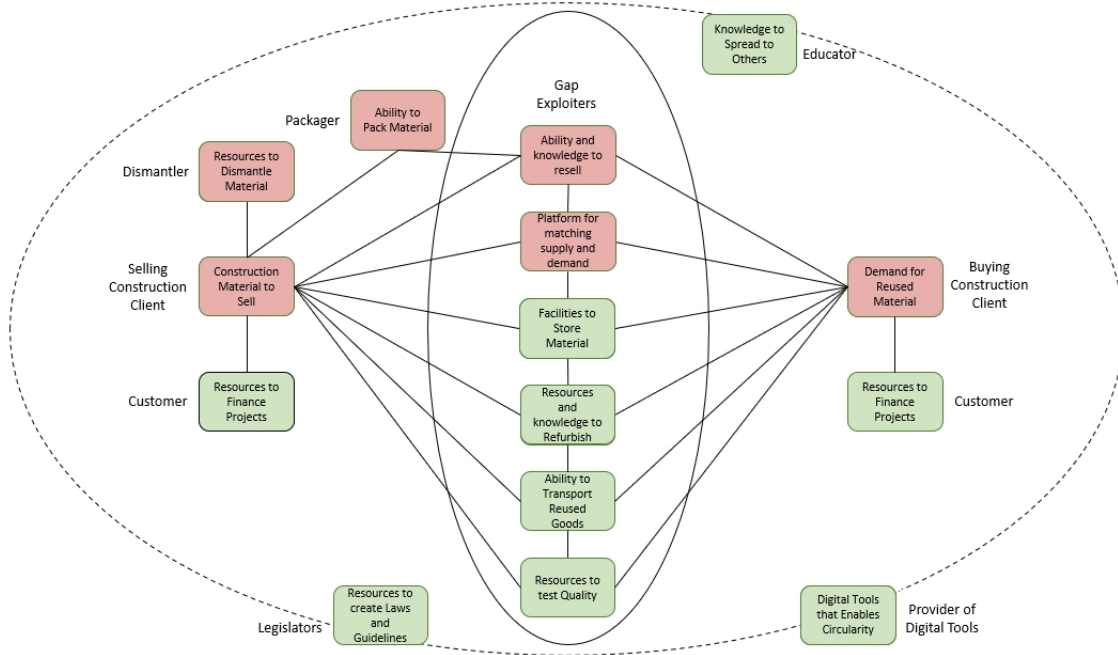 Knowledge to
Spread to
Others
Educator
Gap
Exploiters
Packager
Ability to
Pack Material
Ability and
knowledge to
resell
Dismantler
Resources to
Dismantle
Material
Platform for
matching
supply and
demand
Selling
Construction
Client
Construction
Material to
Sell
Demand for
Reused
Material
Buying
Construction
Client
Facilities to
Store
Material
Customer
Resources to
Finance
Projects
Resources
and
knowledge to
Refurbish
Resources to
Finance
Projects
Customer
Ability to
Transport
Reused
Goods
Resources to
test Quality
Legislators
Resources to
create Laws
and
Guidelines
Digital Tools
that Enables
Circularity
Provider of
Digital Tools